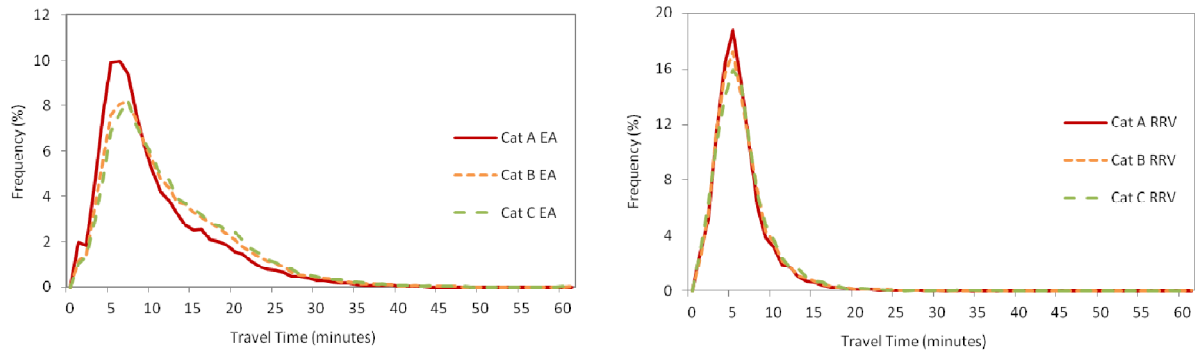 12
10
8
6
4
2
0
Frequency (%)
Cat A EA
Cat B EA
Cat C EA
0 5 10 15 20 25 30 35 40 45 50 55 60
Travel Time (minutes)
20
16
12
8
4
0
Frequency (%)
Cat A RRV
Cat B RRV
Cat C RRV
0 5 10 15 20 25 30 35 40 45 50 55 60
Travel Time (minutes)